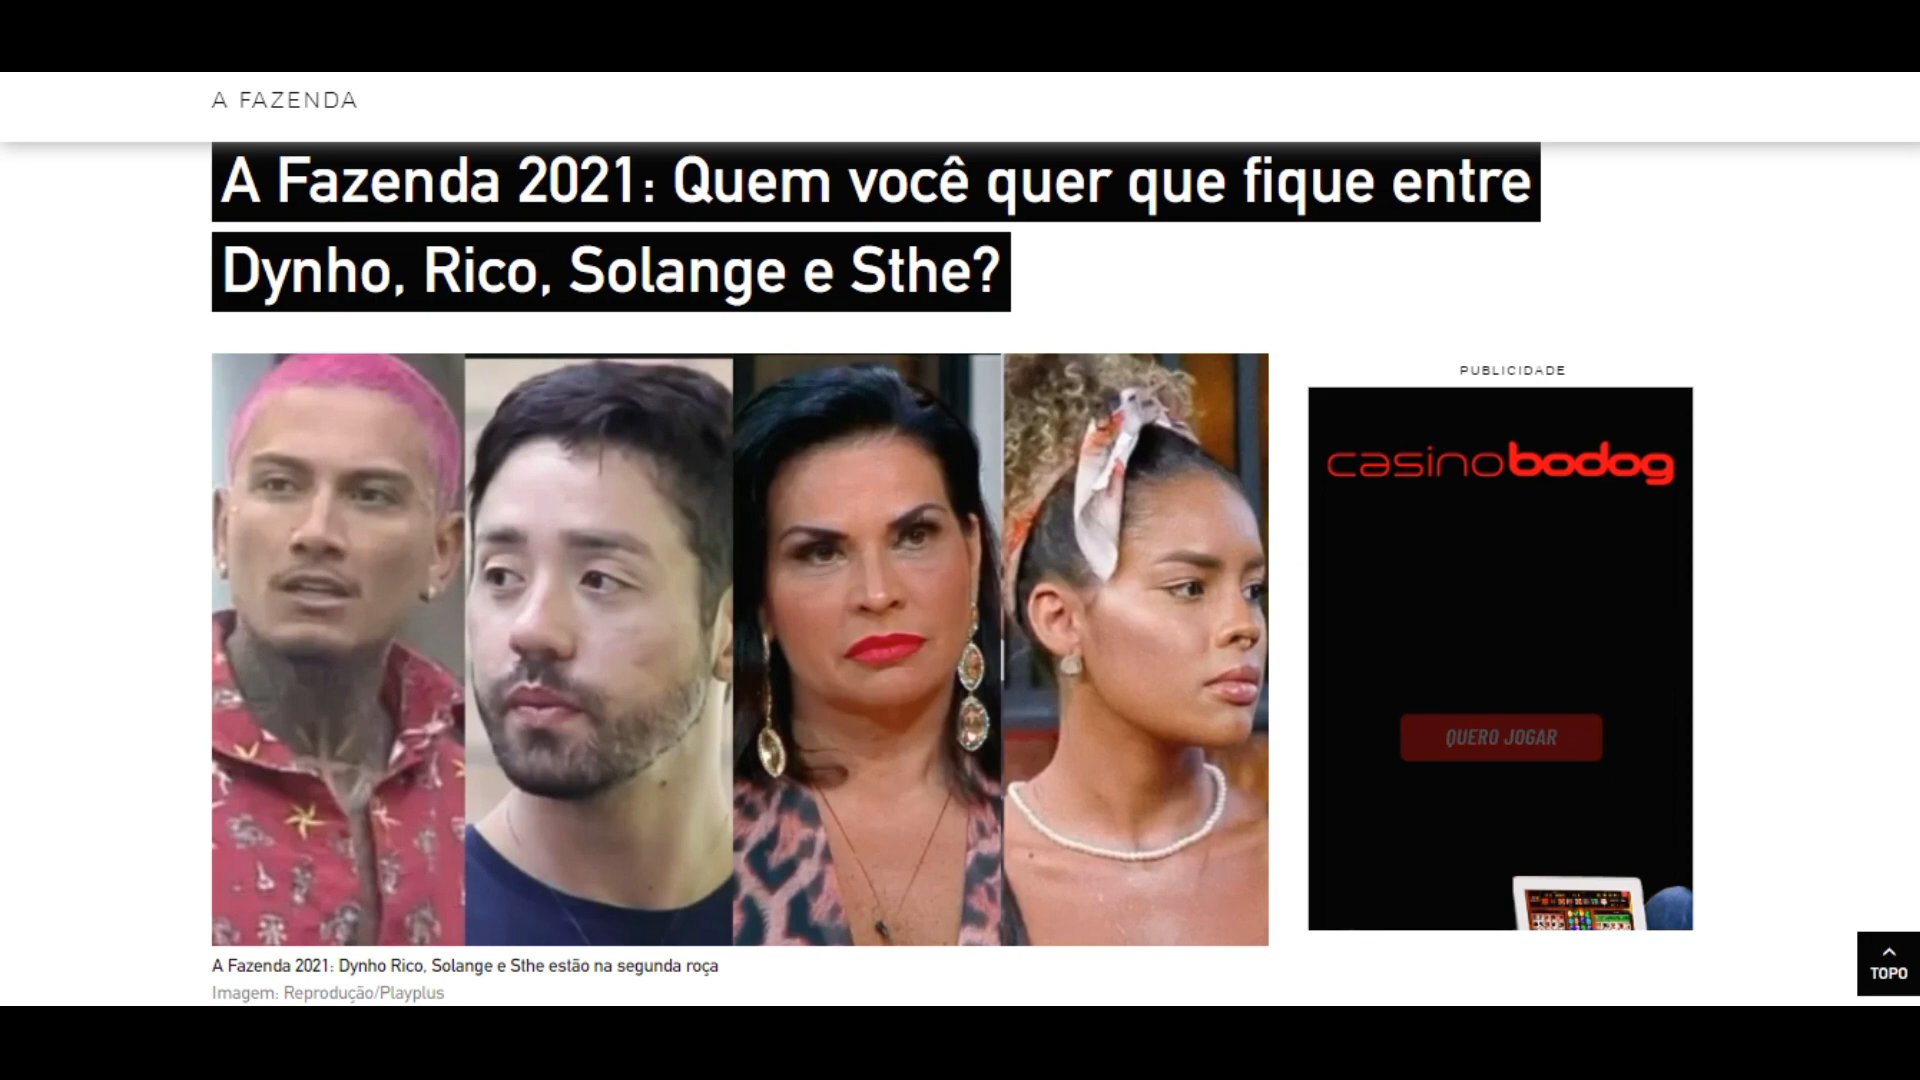 A FAZENDA
A Fazenda 2021: Quem você quer que fique entre
Dynho, Rico, Solange e Sthe?
PUBLICIDADE
casinobodog
QUERO JOGAR
A Fazenda 2021: Dynho Rico, Solange e Sthe estão na segunda roça
Imagem: Reprodução/Playplus
TOPO